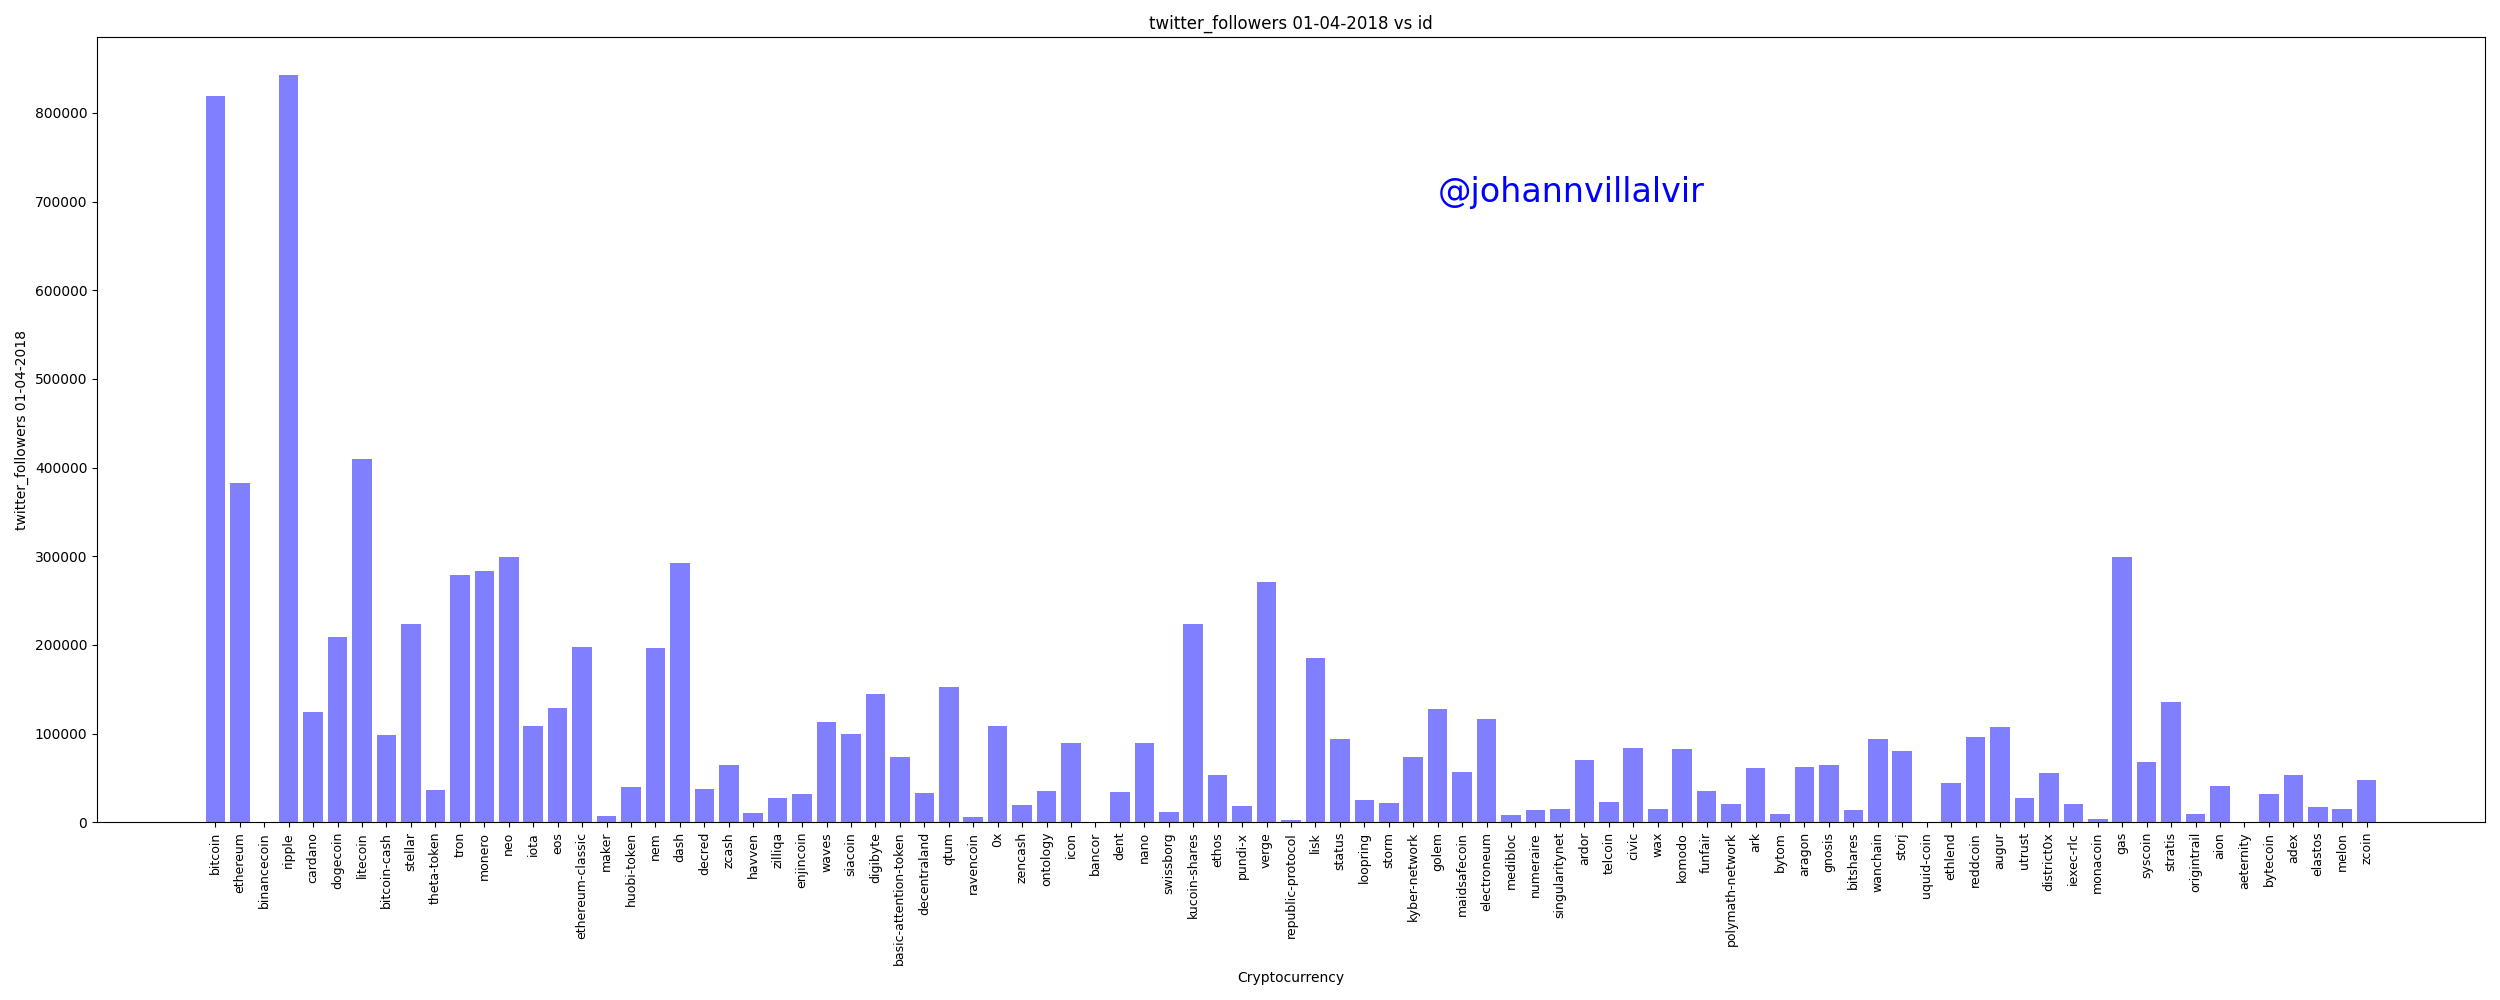 twitter_followers 01-04-2018 vs id
@johannvillalvir
twitter_followers 01-04-2018
800000
700000
600000
500000
400000
300000
200000
100000
0
bitcoin
ethereum
binancecoin
ripple
cardano
dogecoin
litecoin
bitcoin-cash
stellar
theta-token
tron
monero
neo
iota
eos
ethereum-classic
maker
huobi-token
nem
dash
decred
zcash
havven
zilliqa
enjincoin
waves
siacoin
digibyte
basic-attention-token
decentraland
qtum
ravencoin
0x
zencash
ontology
icon
bancor
dent
nano
swissborg
kucoin-shares
ethos
pundi-x
verge
republic-protocol
lisk
status
loopring
storm
kyber-network
golem
maidsafecoin
electroneum
medibloc
numeraire
singularitynet
ardor
telcoin
civic
wax
komodo
funfair
polymath-network
ark
bytom
aragon
gnosis
bitshares
wanchain
storj
uquid-coin
ethlend
reddcoin
augur
utrust
district0x
iexec-rlc
monacoin
gas
syscoin
stratis
origintrail
aion
aeternity
bytecoin
adex
elastos
melon
zcoin
Cryptocurrency